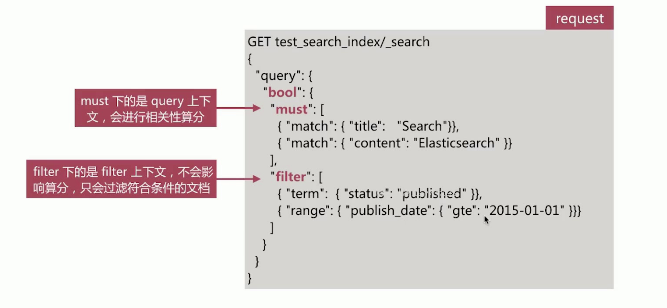 request
GET test_search_index/_search
{
"query": {
"bool": {
"must": [
{ "match": { "title": "Search"}},
{ "match": { "content": "Elasticsearch" }}
],
"filter": [
{ "term": { "status": "published" }},
{ "range": { "publish_date": { "gte": "2015-01-01" }}}
]
}
}
}
must 下的是 query 上下
文，会进行相关性算分
filter 下的是 filter 上下文，不会影
响算分，只会过滤符合条件的文档